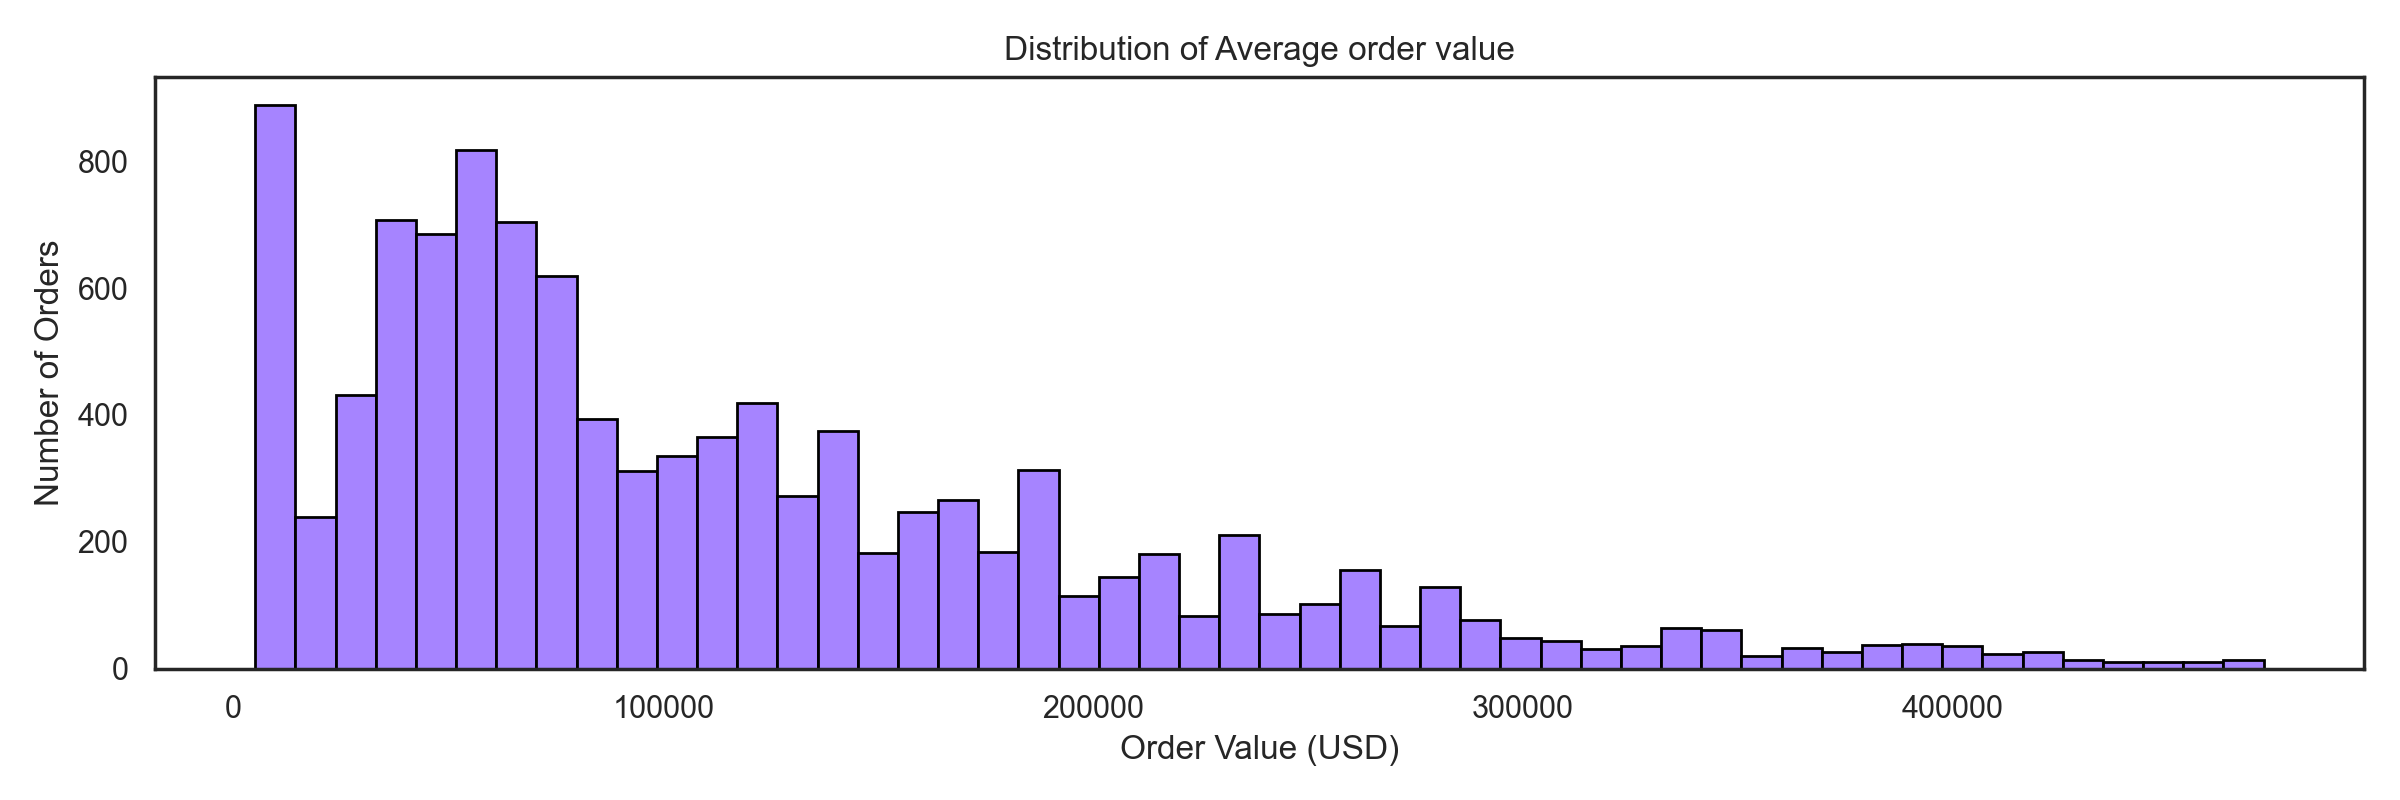 Distribution of Average order value
Number of Orders
800
600
400
200
0
0 100000 200000 300000 400000
Order Value (USD)